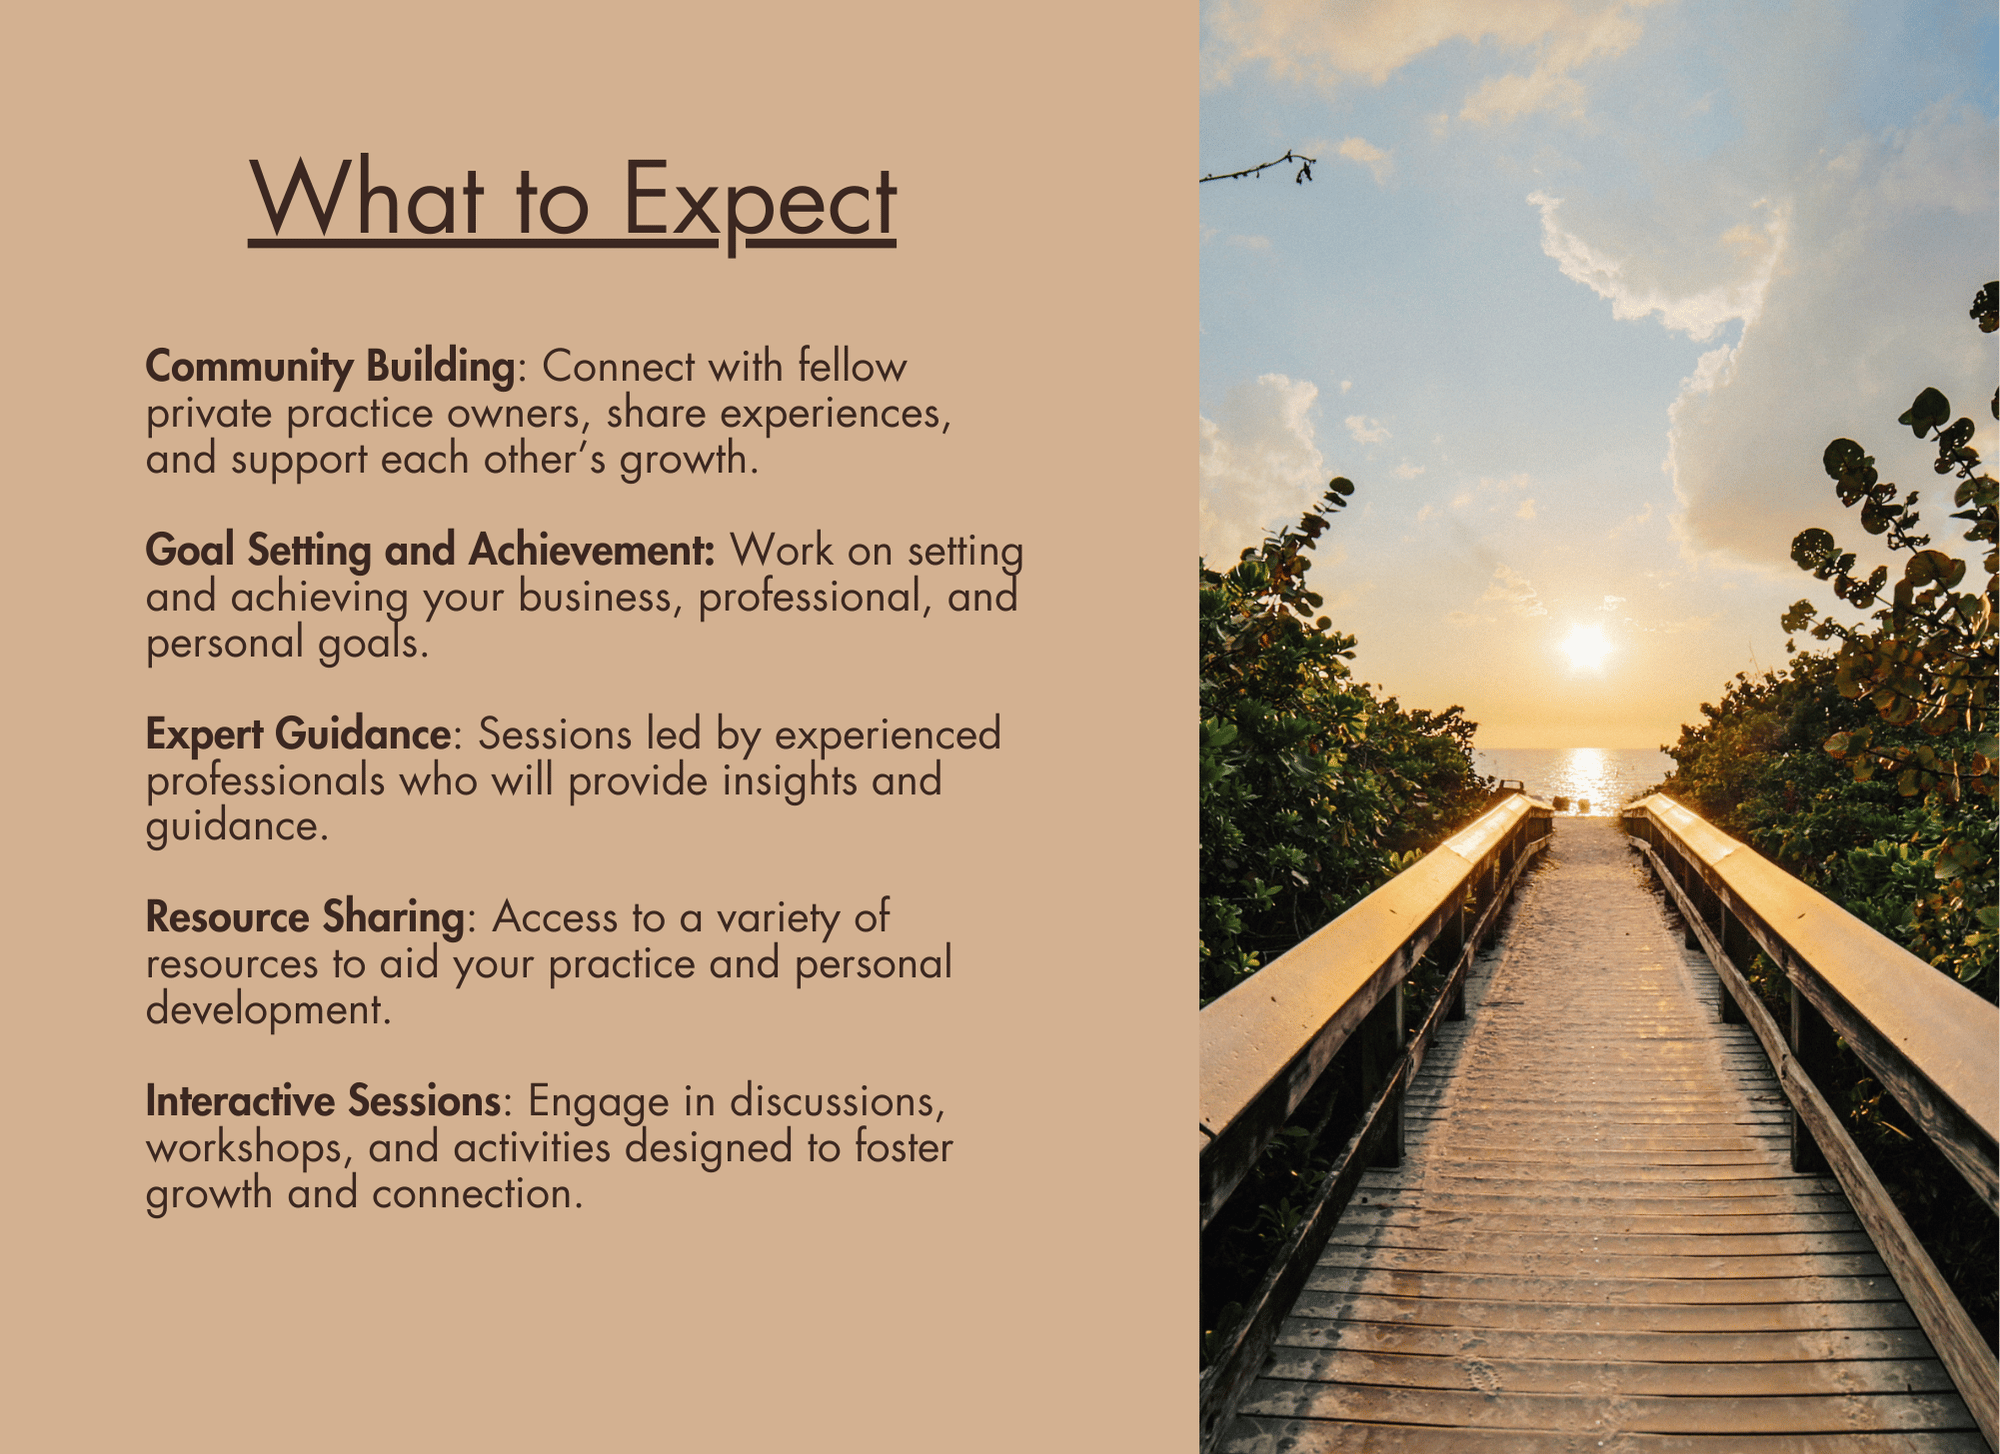 What to Expect
Community Building: Connect with fellow
private practice owners, share experiences,
and support each other’s growth.
Goal Setting and Achievement: Work on setting
and achieving your business, professional, and
personal goals.
Expert Guidance: Sessions led by experienced
professionals who will provide insights and
guidance.
Resource Sharing: Access to a variety of
resources to aid your practice and personal
development.
Interactive Sessions: Engage in discussions,
workshops, and activities designed to foster
growth and connection.